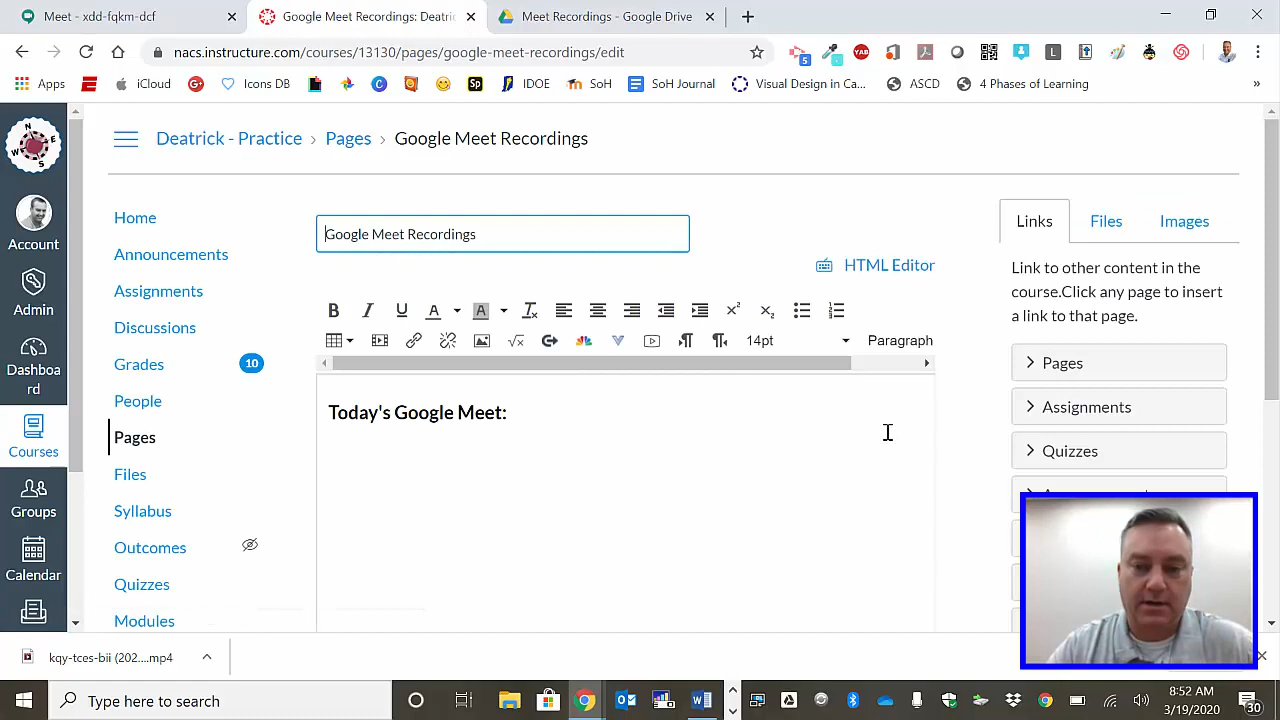 Meet - xdd-fqkm-dcf
Google Meet Recordings: Deatric
Meet Recordings - Google Drive
nacs.instructure.com/courses/13130/pages/google-meet-recordings/edit
5
YAB
L
Apps
iCloud
Icons DB
Sp
IDOE
SoH
SoH Journal
Visual Design in Ca...
ASCD
4 Phases of Learning
»
N
E
W
S
Deatrick - Practice > Pages > Google Meet Recordings
Account
Admin
Dashboa
rd
Courses
Groups
Calendar
Home
Announcements
Assignments
Discussions
Grades
10
People
Pages
Files
Syllabus
Outcomes
Quizzes
Modules
Google Meet Recordings
HTML Editor
14pt
Paragraph
Today's Google Meet:
Links
Files
Images
Link to other content in the
course.Click any page to insert
a link to that page.
Pages
Assignments
Quizzes
kqy-tces-bii (202....mp4
Type here to search
8:52 AM
3/19/2020
30